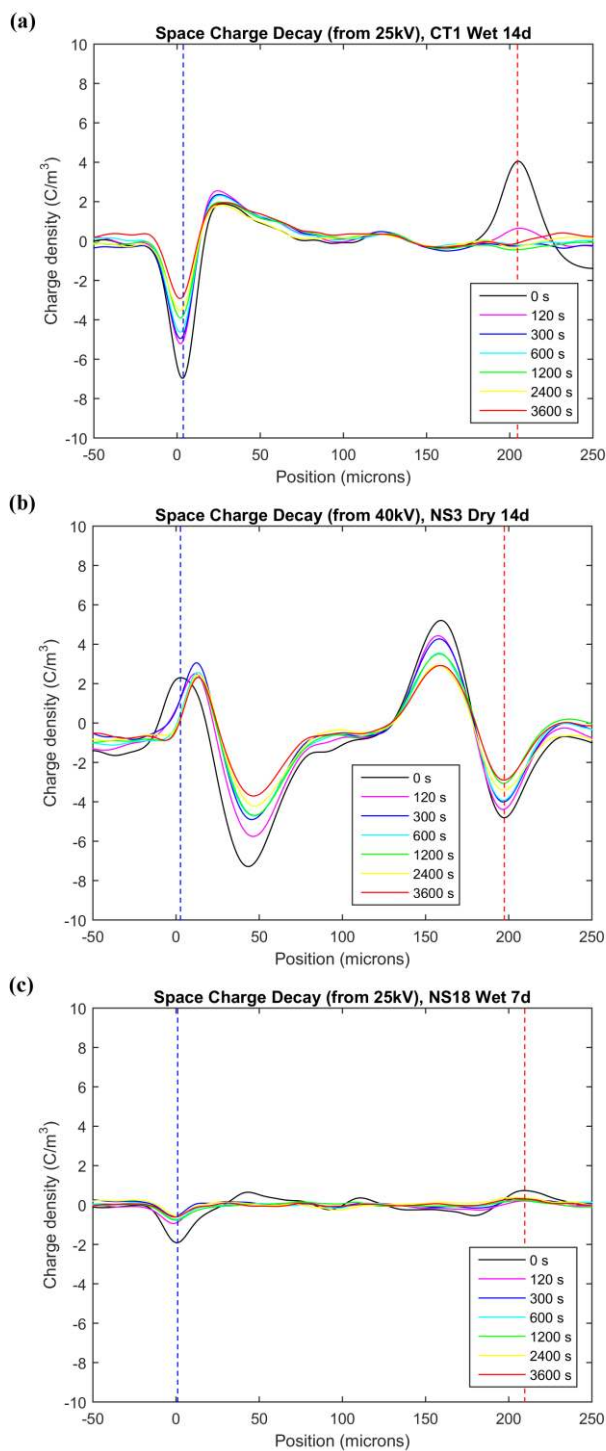 (a)
Space Charge Decay (from 25kV), CT1 Wet 14d
10
8
6
4
2
0
-2
-4
-6
-8
-10
Charge density (C/m³)
0 s
120 s
300 s
600 s
1200 s
2400 s
3600 s
-50 0 50 100 150 200 250
Position (microns)
(b)
Space Charge Decay (from 40kV), NS3 Dry 14d
10
8
6
4
2
0
-2
-4
-6
-8
-10
Charge density (C/m³)
0 s
120 s
300 s
600 s
1200 s
2400 s
3600 s
-50 0 50 100 150 200 250
Position (microns)
(c)
Space Charge Decay (from 25kV), NS18 Wet 7d
10
8
6
4
2
0
-2
-4
-6
-8
-10
Charge density (C/m³)
0 s
120 s
300 s
600 s
1200 s
2400 s
3600 s
-50 0 50 100 150 200 250
Position (microns)